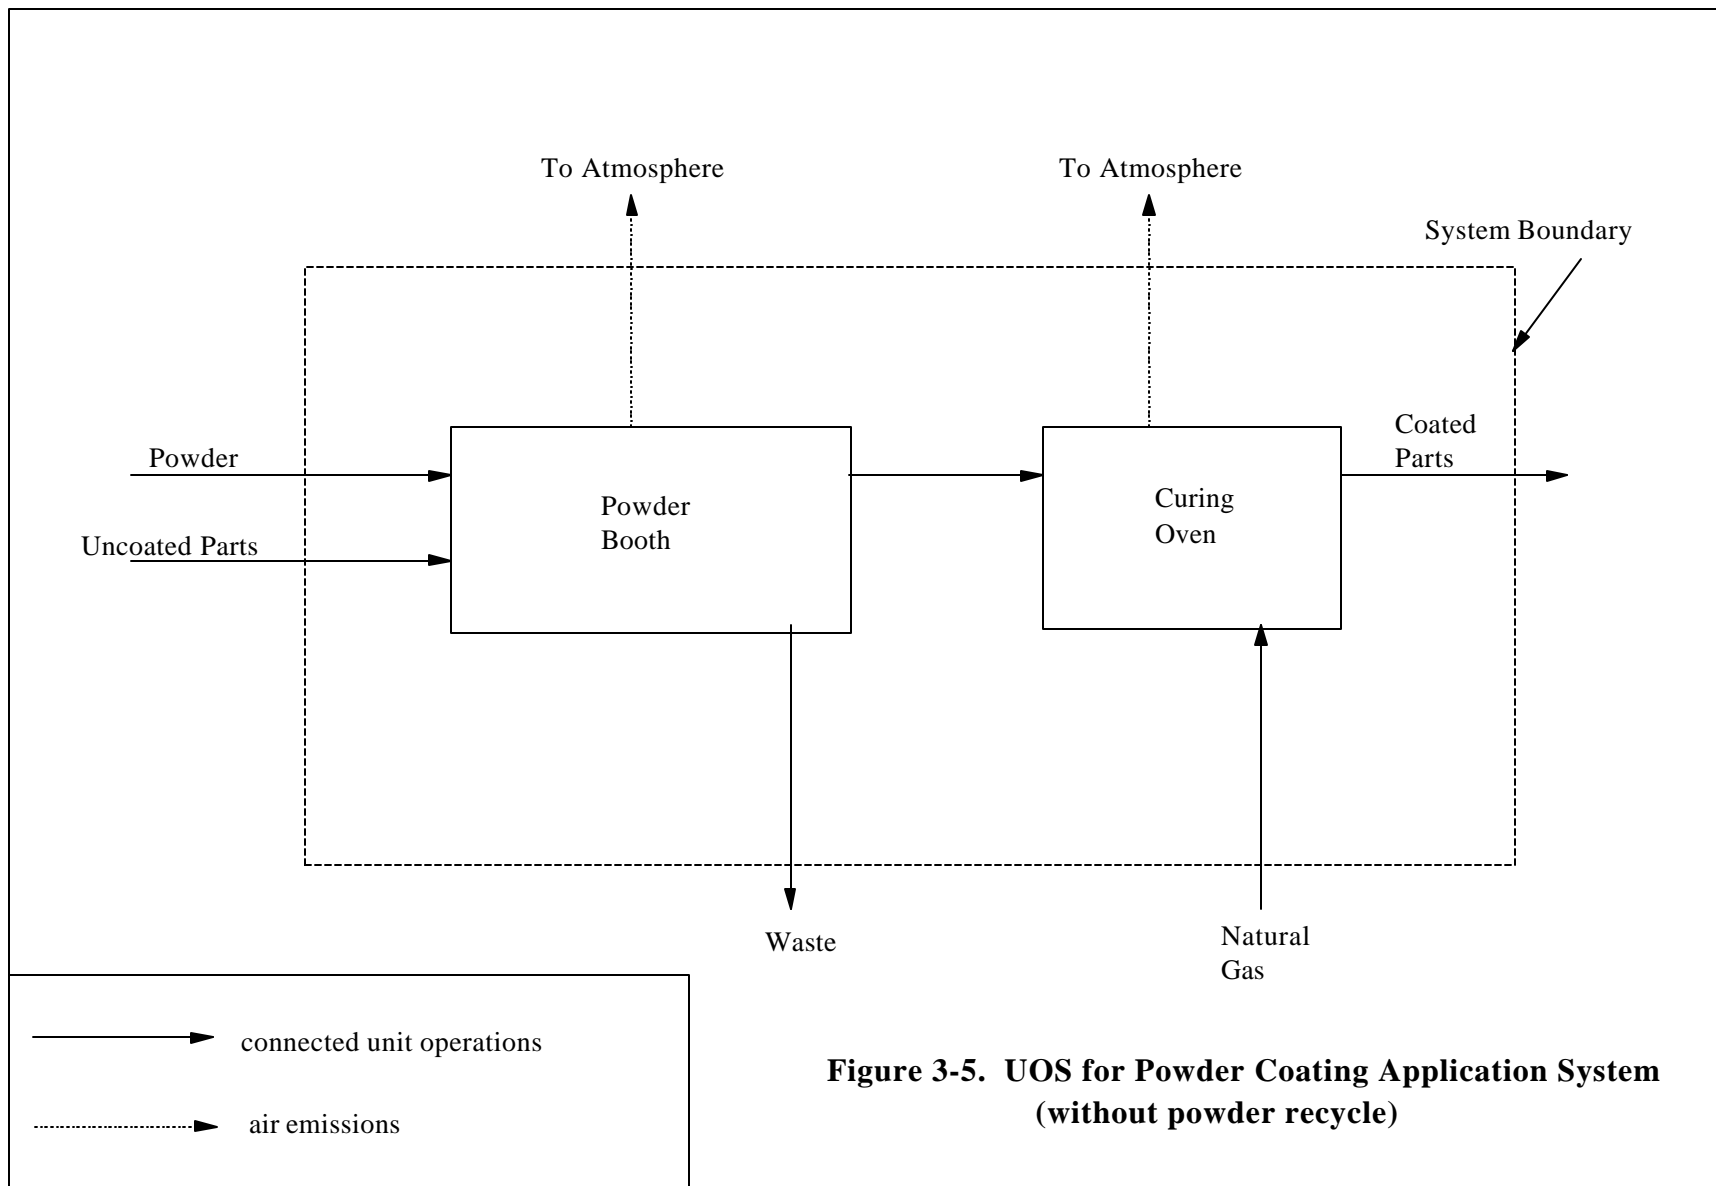 To Atmosphere
To Atmosphere
System Boundary
Powder
Uncoated Parts
Powder
Booth
Curing
Oven
Coated
Parts
Waste
Natural
Gas
connected unit operations
air emissions
Figure 3-5. UOS for Powder Coating Application System
(without powder recycle)